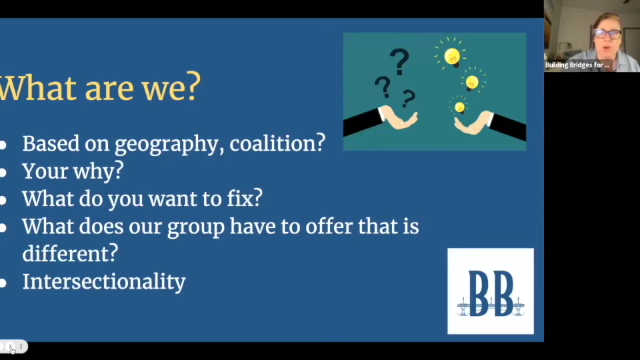 What are we?
Based on geography, coalition?
Your why?
What do you want to fix?
What does our group have to offer that is
different?
Intersectionality
? ? ?
BB
Building Bridges for ...